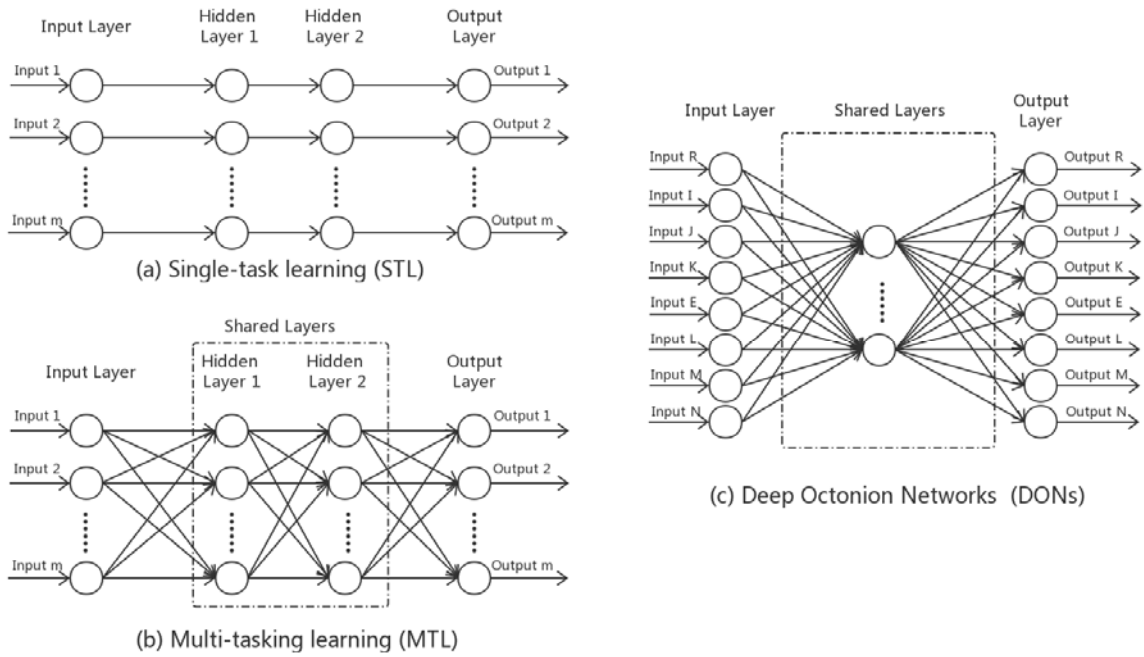 Input Layer
Hidden
Layer 1
Hidden
Layer 2
Output
Layer
Input 1
Output 1
Input 2
Output 2
Input m
Output m
(a) Single-task learning (STL)
Shared Layers
Input Layer
Hidden
Layer 1
Hidden
Layer 2
Output
Layer
Input 1
Output 1
Input 2
Output 2
Input m
Output m
(b) Multi-tasking learning (MTL)
Input Layer
Shared Layers
Output
Layer
Input R
Output R
Input I
Output I
Input J
Output J
Input K
Output K
Input E
Output E
Input L
Output L
Input M
Output M
Input N
Output N
(c) Deep Octonion Networks (DONs)